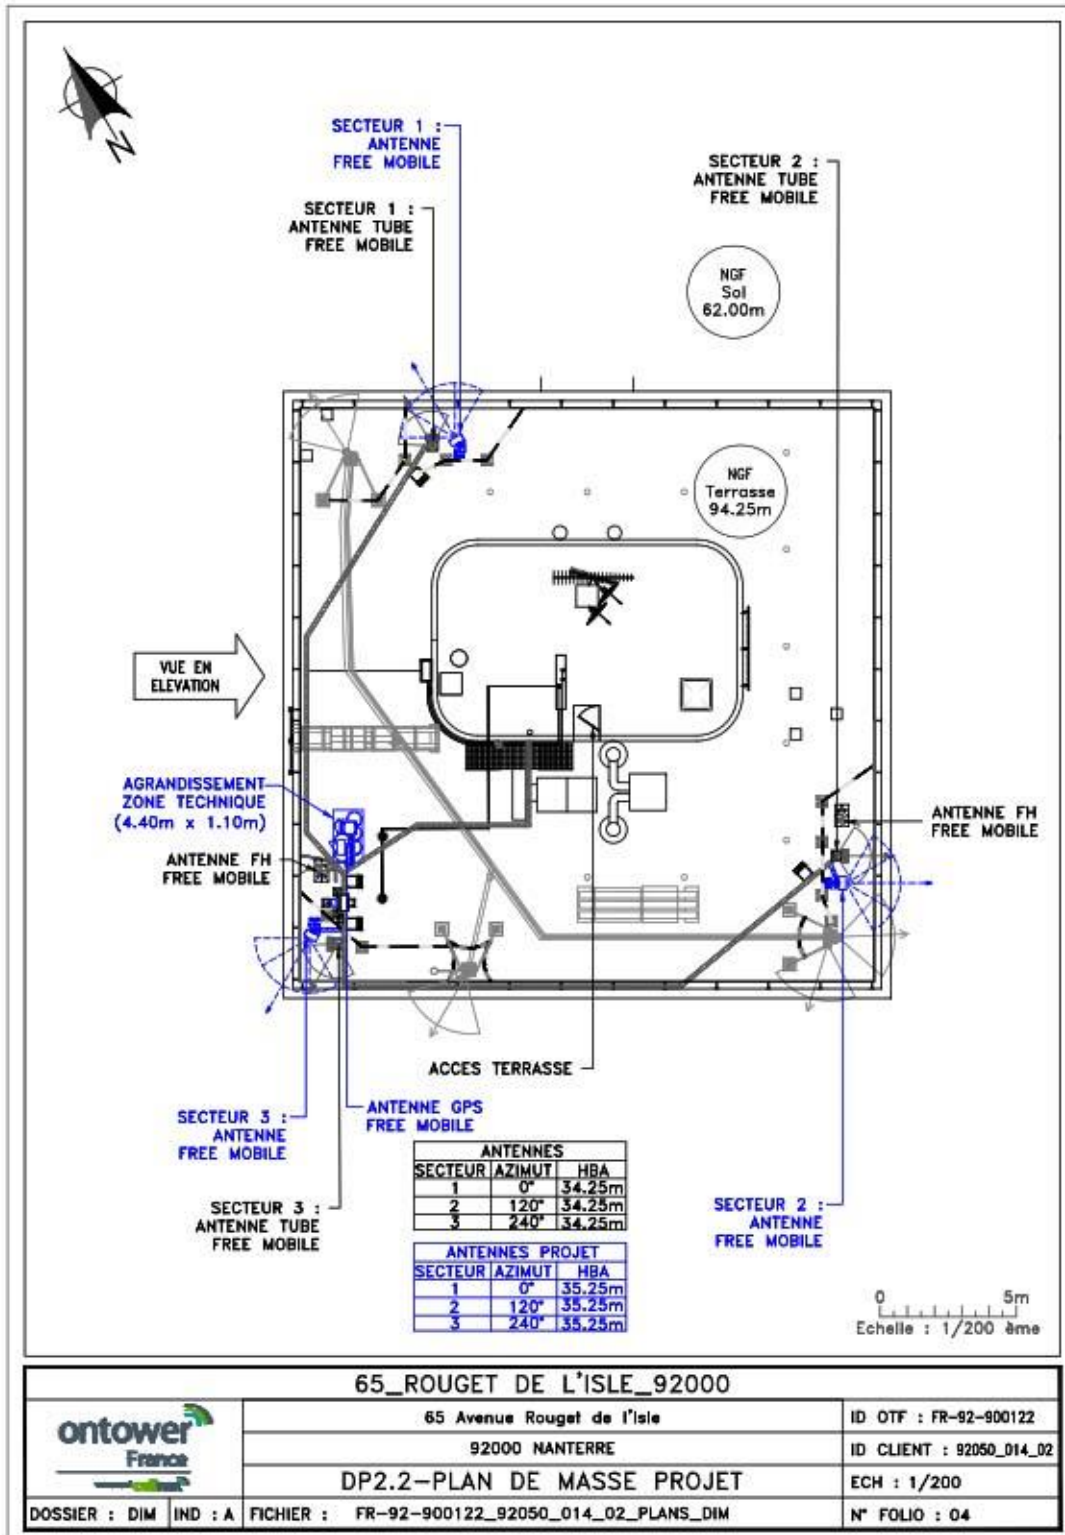 N
SECTEUR 1 :
ANTENNE
FREE MOBILE
SECTEUR 1 :
ANTENNE TUBE
FREE MOBILE
SECTEUR 2 :
ANTENNE TUBE
FREE MOBILE
NGF
Sol
62.00m
NGF
Terrasse
94.25m
VUE EN
ELEVATION
AGRANDISSEMENT
ZONE TECHNIQUE
(4.40m x 1.10m)
ANTENNE FH
FREE MOBILE
ANTENNE FH
FREE MOBILE
ACCES TERRASSE
SECTEUR 3 :
ANTENNE
FREE MOBILE
ANTENNE GPS
FREE MOBILE
SECTEUR 3 :
ANTENNE TUBE
FREE MOBILE
SECTEUR 2 :
ANTENNE
FREE MOBILE
ANTENNES
SECTEUR AZIMUT HBA
1 0° 34.25m
2 120° 34.25m
3 240° 34.25m
ANTENNES PROJET
SECTEUR AZIMUT HBA
1 0° 35.25m
2 120° 35.25m
3 240° 35.25m
0 5m
Echelle : 1/200 ème
65_ROUGET DE L'ISLE_92000
ontower
France
65 Avenue Rouget de l'Isle
ID OTF : FR-92-900122
92000 NANTERRE
ID CLIENT : 92050_014_02
DP2.2-PLAN DE MASSE PROJET
ECH : 1/200
DOSSIER : DIM IND : A FICHIER : FR-92-900122_92050_014_02_PLANS_DIM
N° FOLIO : 04